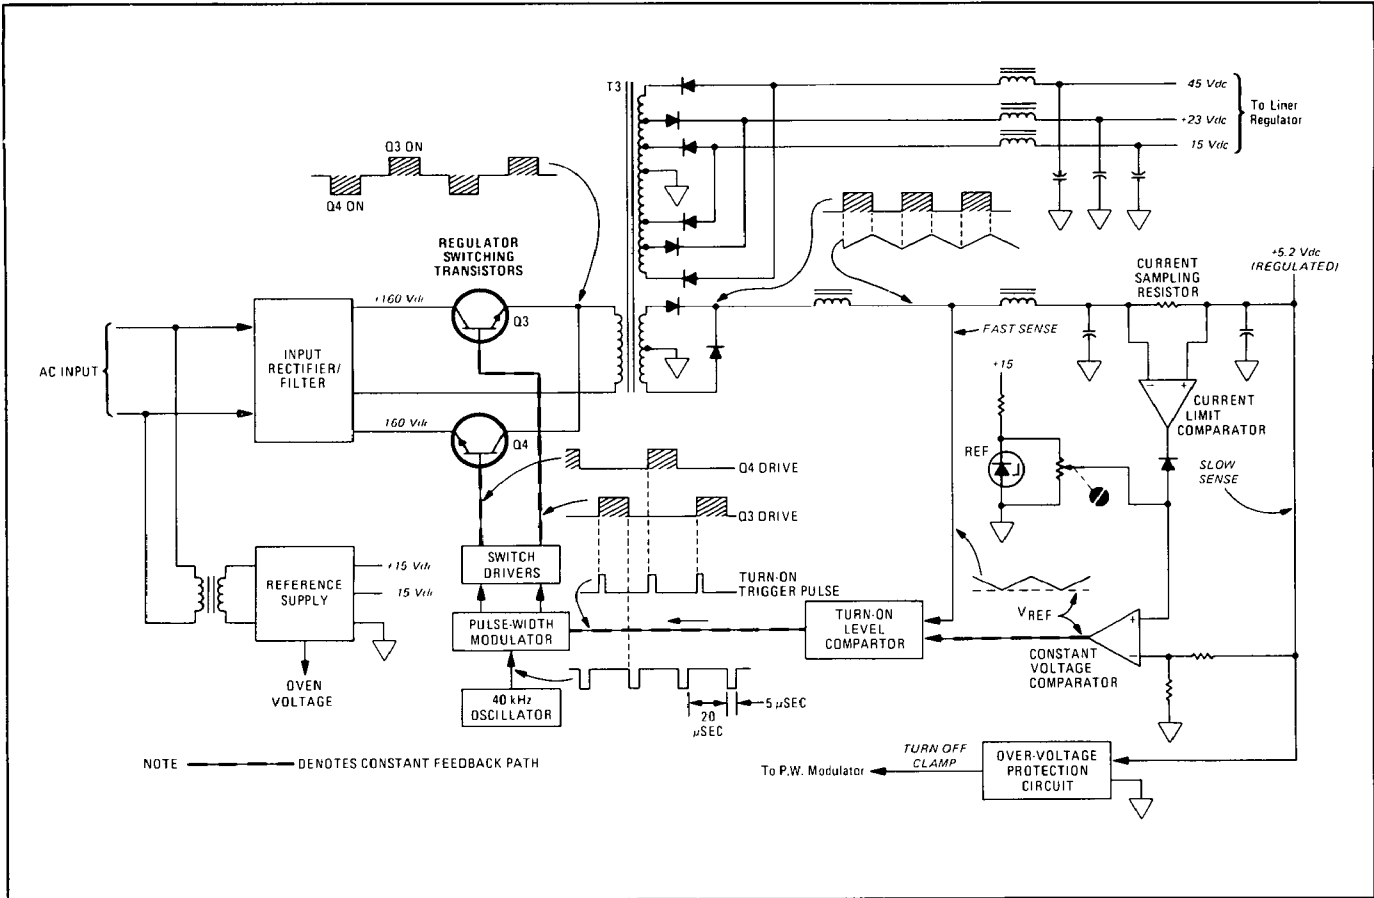 T3
45 Vdc
To Liner
Regulator
+23 Vdc
15 Vdc
Q3 ON
Q4 ON
REGULATOR
SWITCHING
TRANSISTORS
+5.2 Vdc
(REGULATED)
CURRENT
SAMPLING
RESISTOR
+160 Vdc
Q3
FAST SENSE
INPUT
RECTIFIER/
FILTER
AC INPUT
+15
CURRENT
LIMIT
COMPARATOR
160 Vdc
Q4
REF
SLOW
SENSE
Q4 DRIVE
Q3 DRIVE
SWITCH
DRIVERS
REFERENCE
SUPPLY
+15 Vdc
15 Vdc
TURN-ON
TRIGGER PULSE
VREF
PULSE-WIDTH
MODULATOR
TURN-ON
LEVEL
COMPARTOR
CONSTANT
VOLTAGE
COMPARATOR
OVEN
VOLTAGE
40 kHz
OSCILLATOR
20
µSEC
5 µSEC
NOTE DENOTES CONSTANT FEEDBACK PATH
To P.W. Modulator
TURN OFF
CLAMP
OVER-VOLTAGE
PROTECTION
CIRCUIT